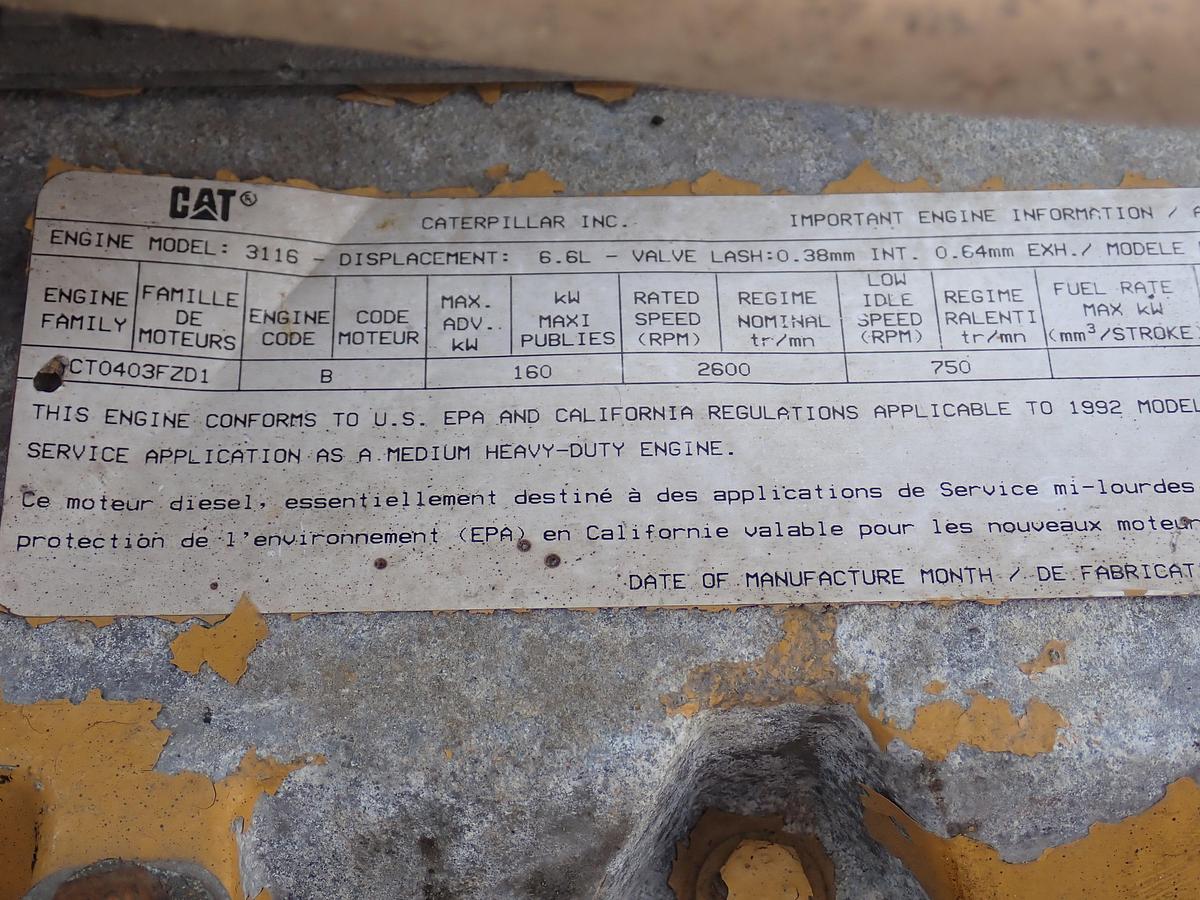 CAT®
CATERPILLAR INC. IMPORTANT ENGINE INFORMATION /
ENGINE MODEL: 3116 - DISPLACEMENT: 6.6L - VALVE LASH:0.38mm INT. 0.64mm EXH./ MODELE
ENGINE FAMILY FAMILLE DE MOTEURS ENGINE CODE CODE MOTEUR MAX. ADV. kW kW MAXI PUBLIES RATED SPEED (RPM) REGIME NOMINAL tr/mn LOW IDLE SPEED (RPM) REGIME RALENTI tr/mn FUEL RATE MAX kW (mm³/STROKE
CT0403FZD1 B 160 2600 750
THIS ENGINE CONFORMS TO U.S. EPA AND CALIFORNIA REGULATIONS APPLICABLE TO 1992 MODEL
SERVICE APPLICATION AS A MEDIUM HEAVY-DUTY ENGINE.
Ce moteur diesel, essentiellement destiné à des applications de Service mi-lourdes
protection de l'environnement (EPA) en Californie valable pour les nouveaux moteur
DATE OF MANUFACTURE MONTH / DE FABRICAT